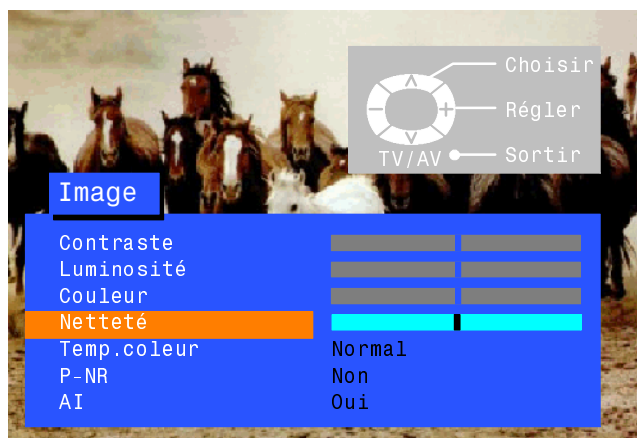 Choisir
Régler
TV/AV Sortir
Image
Contraste
Luminosité
Couleur
Netteté
Temp.coleur Normal
P-NR Non
AI Oui